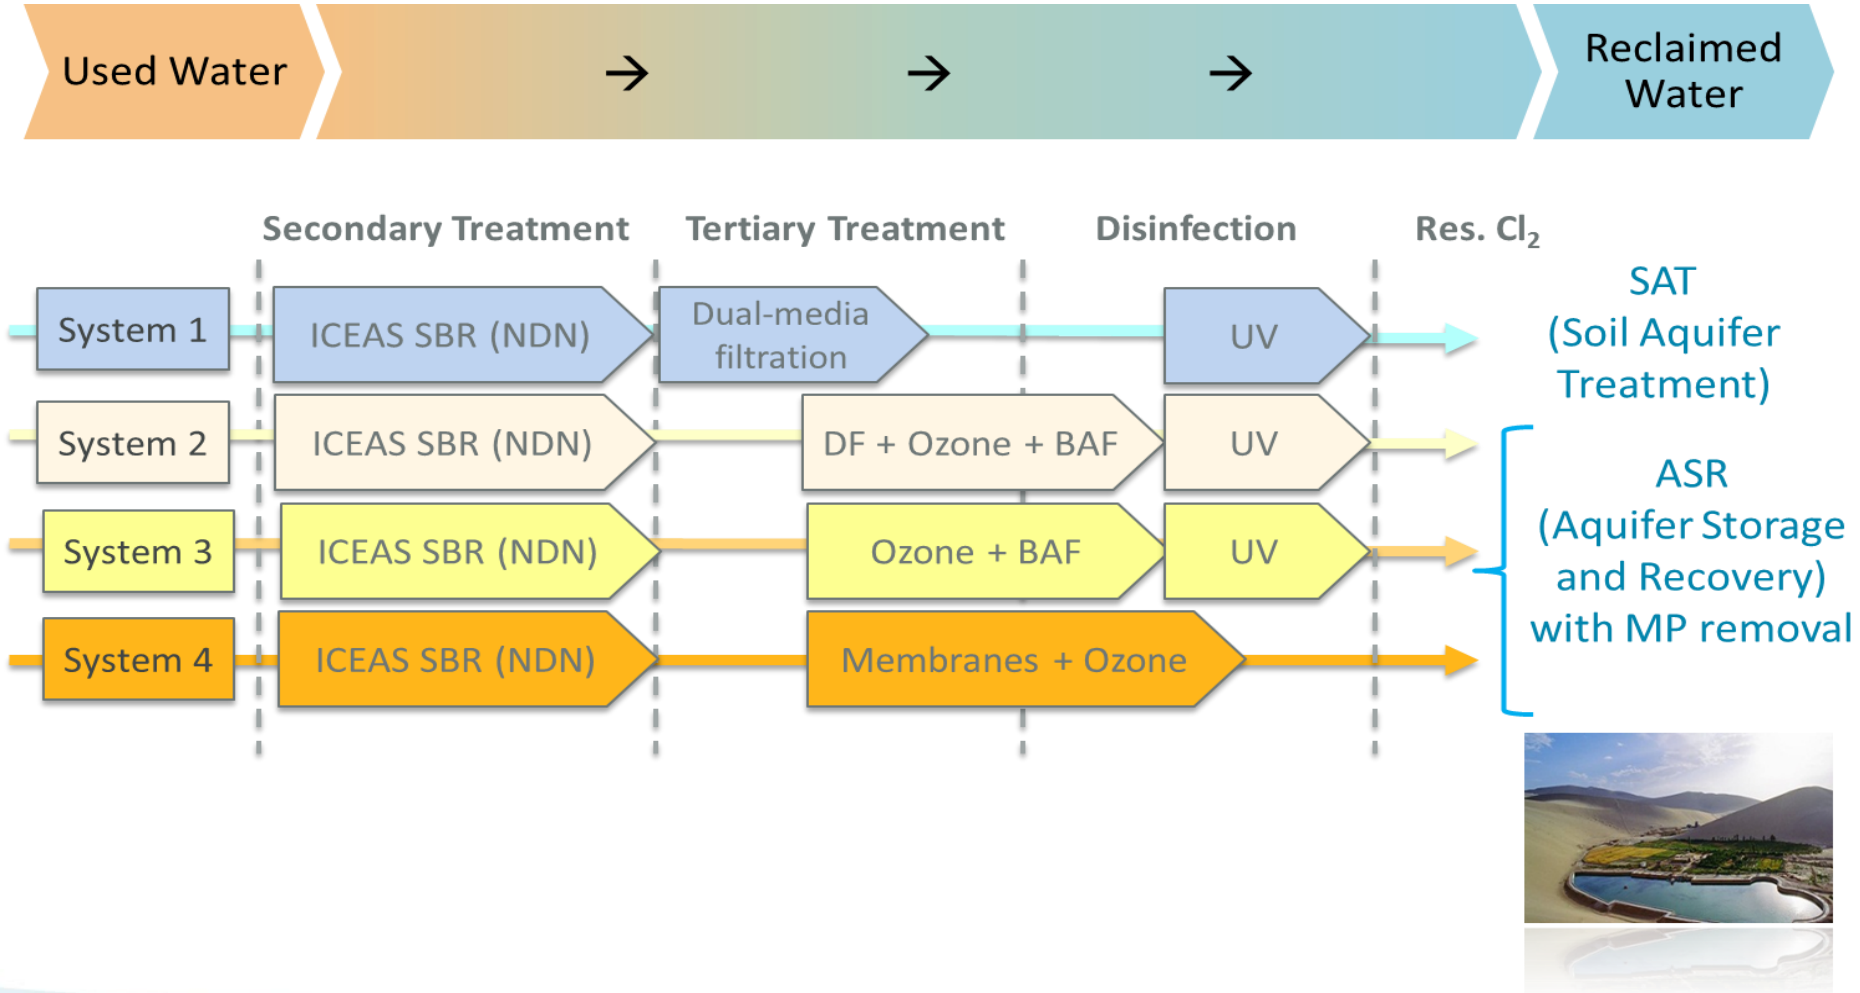 Used Water
→ → →
Reclaimed
Water
Secondary Treatment
Tertiary Treatment
Disinfection
Res. Cl₂
System 1
ICEAS SBR (NDN)
Dual-media
filtration
UV
SAT
(Soil Aquifer
Treatment)
System 2
ICEAS SBR (NDN)
DF + Ozone + BAF
UV
System 3
ICEAS SBR (NDN)
Ozone + BAF
UV
System 4
ICEAS SBR (NDN)
Membranes + Ozone
ASR
(Aquifer Storage
and Recovery)
with MP removal